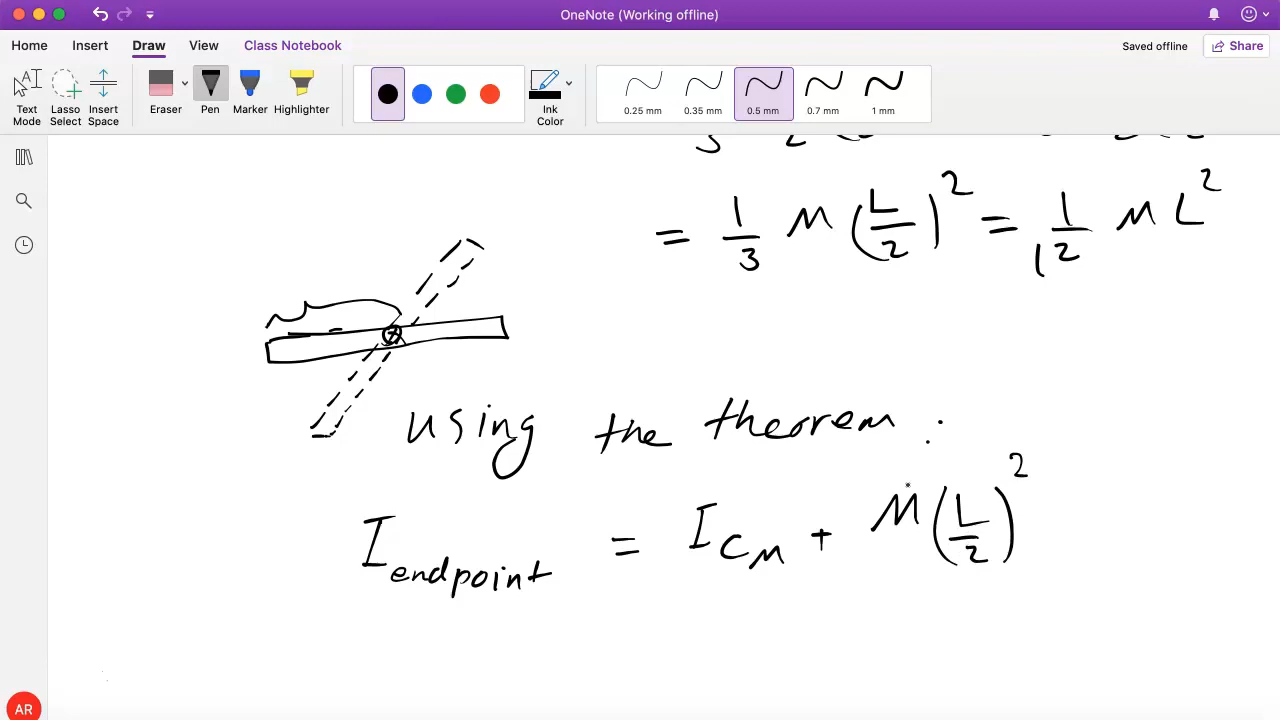 OneNote (Working offline)
Home Insert Draw View Class Notebook Saved offline Share
Text Mode Lasso Select Insert Space Eraser Pen Marker Highlighter Ink Color 0.25 mm 0.35 mm 0.5 mm 0.7 mm 1 mm
= 1/3 M (L/2)^2 = 1/12 M L^2
using the theorem :
I_endpoint = I_CM + M (L/2)^2
AR